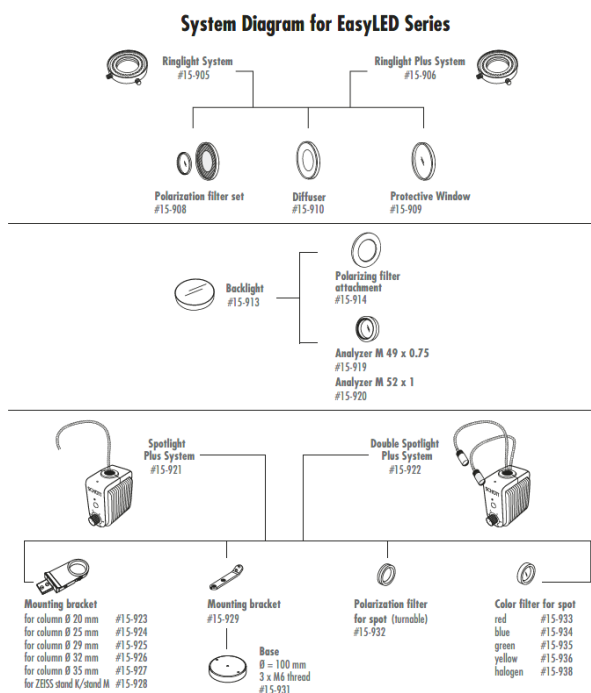 System Diagram for EasyLED Series
Ringlight System
#15-905
Ringlight Plus System
#15-906
Polarization filter set
#15-908
Diffuser
#15-910
Protective Window
#15-909
Backlight
#15-913
Polarizing filter
attachment
#15-914
Analyzer M 49 x 0.75
#15-919
Analyzer M 52 x 1
#15-920
Spotlight
Plus System
#15-921
Double Spotlight
Plus System
#15-922
SCHOTT
SCHOTT
Mounting bracket
for column Ø 20 mm #15-923
for column Ø 25 mm #15-924
for column Ø 29 mm #15-925
for column Ø 32 mm #15-926
for column Ø 35 mm #15-927
for ZEISS stand K/stand M #15-928
Mounting bracket
#15-929
Base
Ø = 100 mm
3 x M6 thread
#15-931
Polarization filter
for spot (turnable)
#15-932
Color filter for spot
red #15-933
blue #15-934
green #15-935
yellow #15-936
halogen #15-938